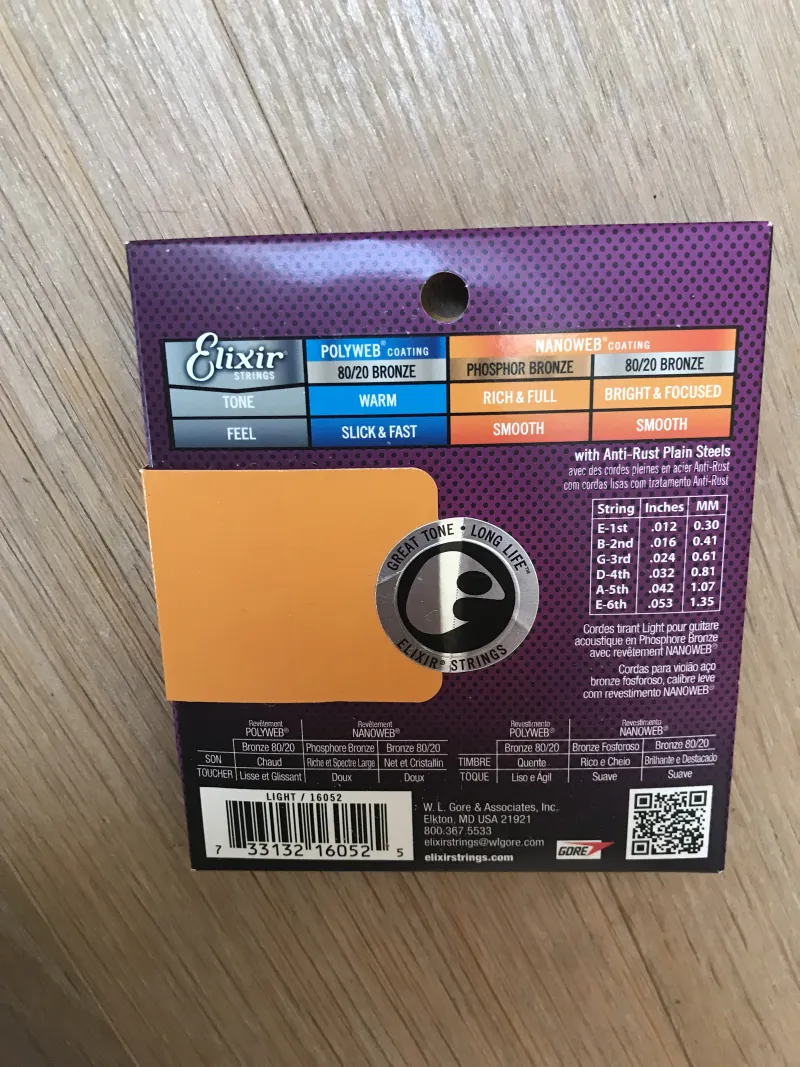 Elixir®
STRINGS
POLYWEB® COATING
NANOWEB® COATING
80/20 BRONZE
PHOSPHOR BRONZE
80/20 BRONZE
TONE
WARM
RICH & FULL
BRIGHT & FOCUSED
FEEL
SLICK & FAST
SMOOTH
SMOOTH
with Anti-Rust Plain Steels
avec des cordes pleines en acier Anti-Rust
com cordas lisas com tratamento Anti-Rust
String Inches MM
E-1st .012 0.30
B-2nd .016 0.41
G-3rd .024 0.61
D-4th .032 0.81
A-5th .042 1.07
E-6th .053 1.35
GREAT TONE • LONG LIFE™
ELIXIR® STRINGS
Cordes tirant Light pour guitare
acoustique en Phosphore Bronze
avec revêtement NANOWEB®
Cordas para violão aço
bronze fosforoso, calibre leve
com revestimento NANOWEB®
Revêtement
POLYWEB®
Revêtement
NANOWEB®
Bronze 80/20 Phosphore Bronze Bronze 80/20
SON Chaud Riche et Spectre Large Net et Cristallin
TOUCHER Lisse et Glissant Doux Doux
Revestimento
POLYWEB®
Revestimento
NANOWEB®
Bronze 80/20 Bronze Fosforoso Bronze 80/20
TIMBRE Quente Rico e Cheio Brilhante e Destacado
TOQUE Liso e Ágil Suave Suave
LIGHT / 16052
7 33132 16052 5
W. L. Gore & Associates, Inc.
Elkton, MD USA 21921
800.367.5533
elixirstrings@wlgore.com
elixirstrings.com
GORE